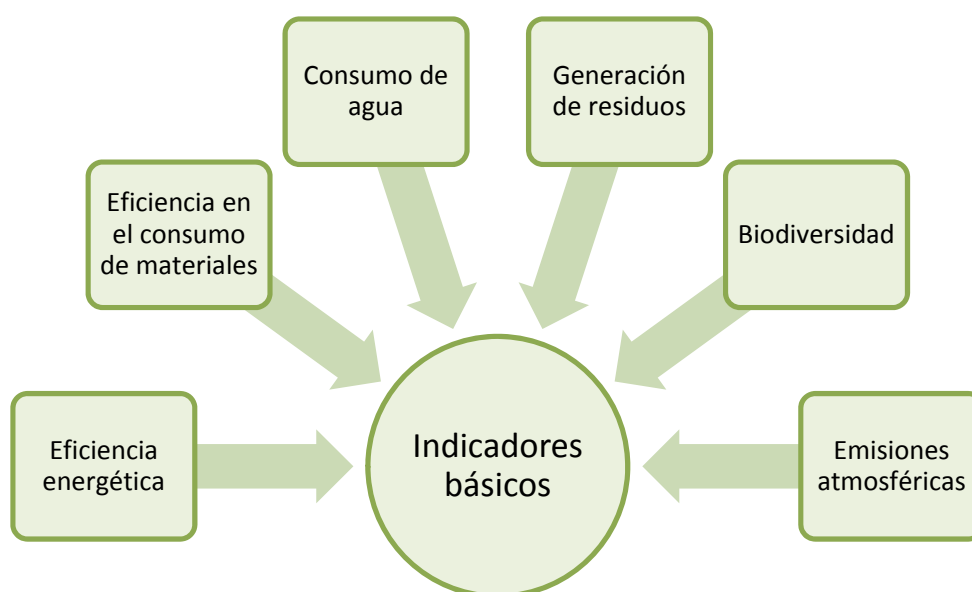 Consumo de
agua
Generación
de residuos
Eficiencia en
el consumo
de materiales
Biodiversidad
Eficiencia
energética
Indicadores
básicos
Emisiones
atmosféricas